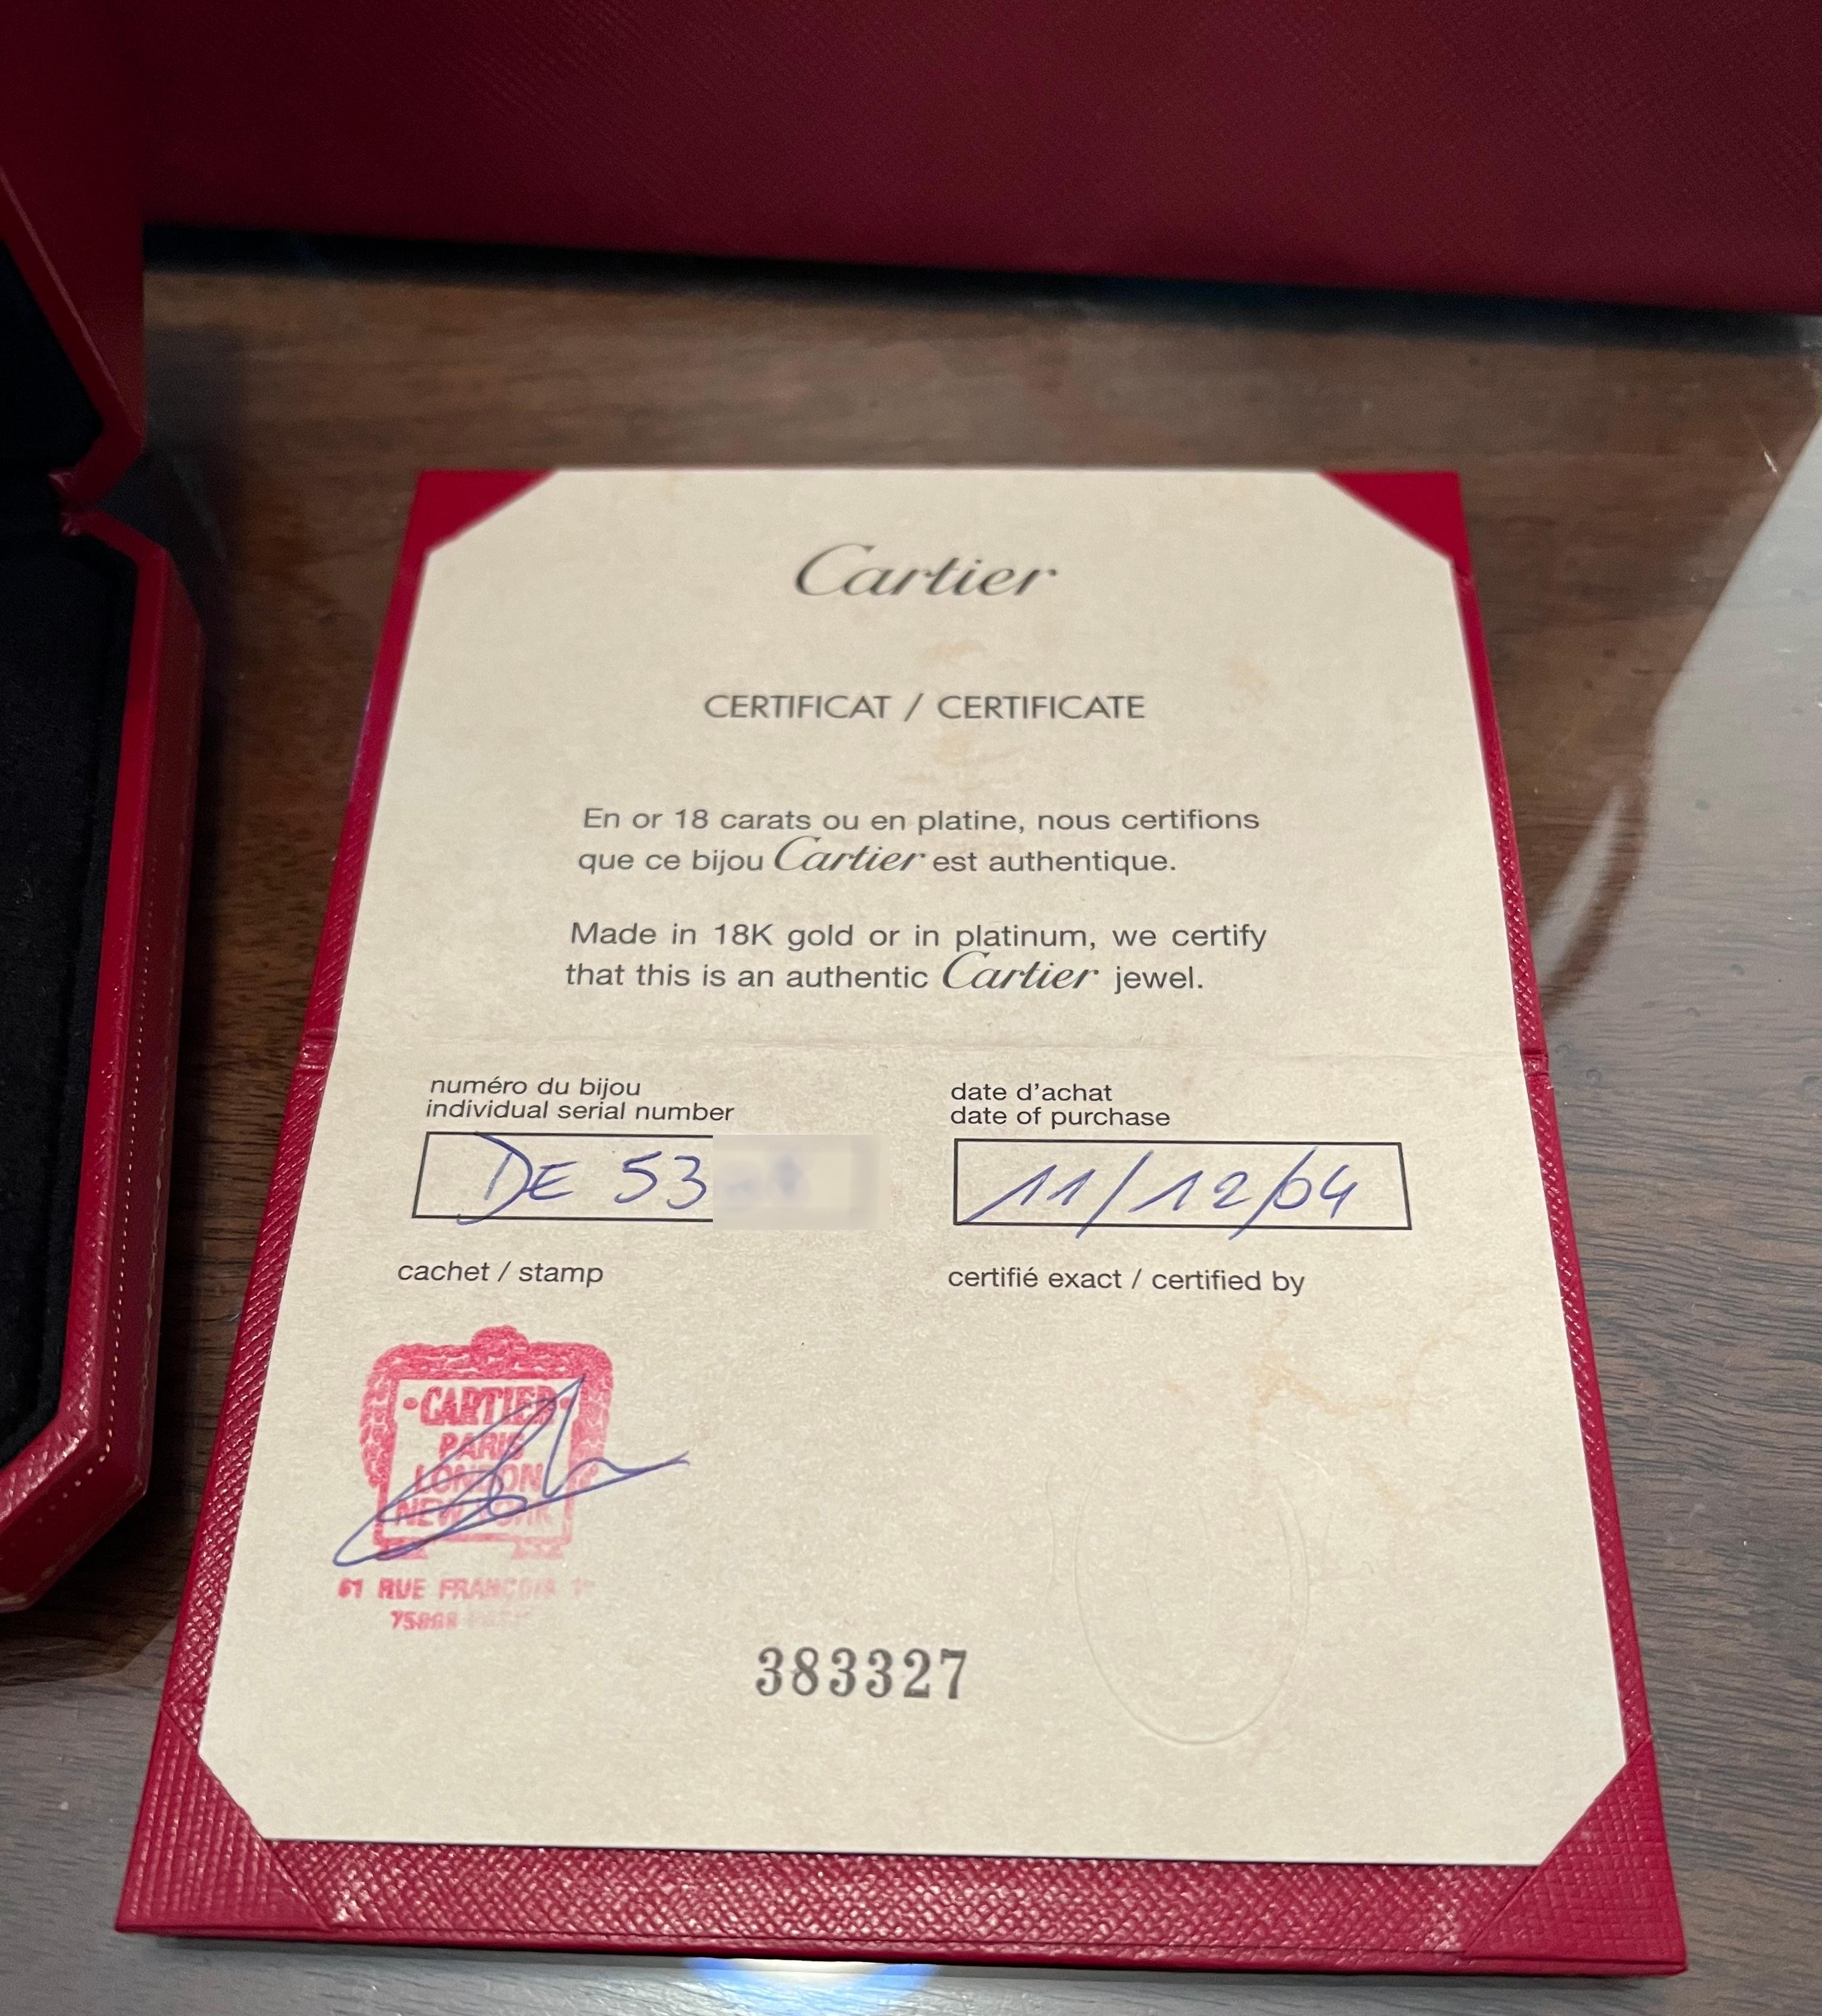 Cartier
CERTIFICAT / CERTIFICATE
En or 18 carats ou en platine, nous certifions
que ce bijou Cartier est authentique.
Made in 18K gold or in platinum, we certify
that this is an authentic Cartier jewel.
numéro du bijou
individual serial number
DE 53
date d'achat
date of purchase
11/12/04
cachet / stamp
certifié exact / certified by
·CARTIER·
PARIS
LONDON
NEW YORK
61 RUE FRANÇOIS 1
383327